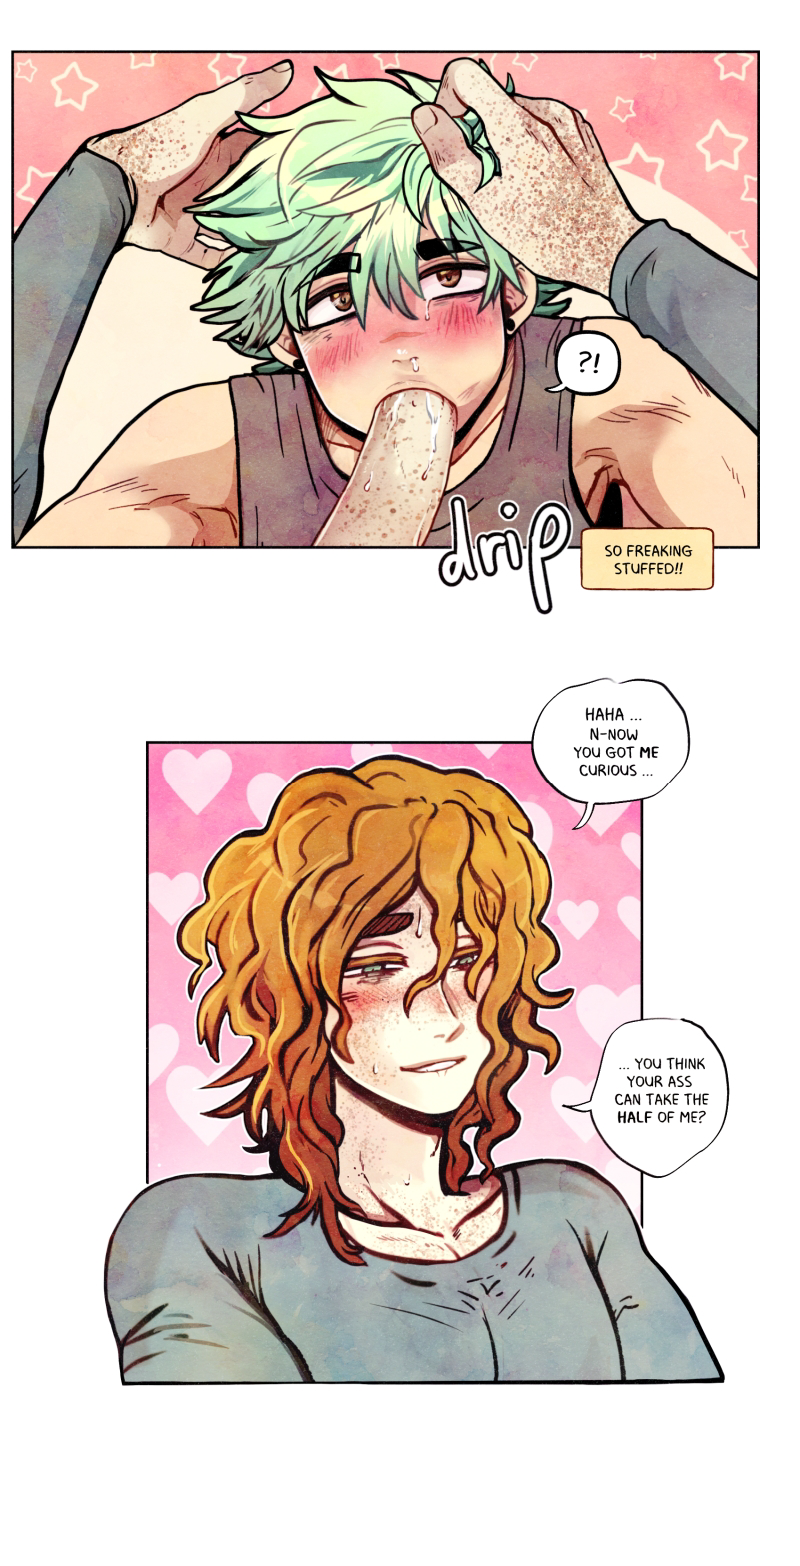 ?!
drip
SO FREAKING
STUFFED!!
HAHA ...
N-NOW
YOU GOT ME
CURIOUS ...
... YOU THINK
YOUR ASS
CAN TAKE THE
HALF OF ME?